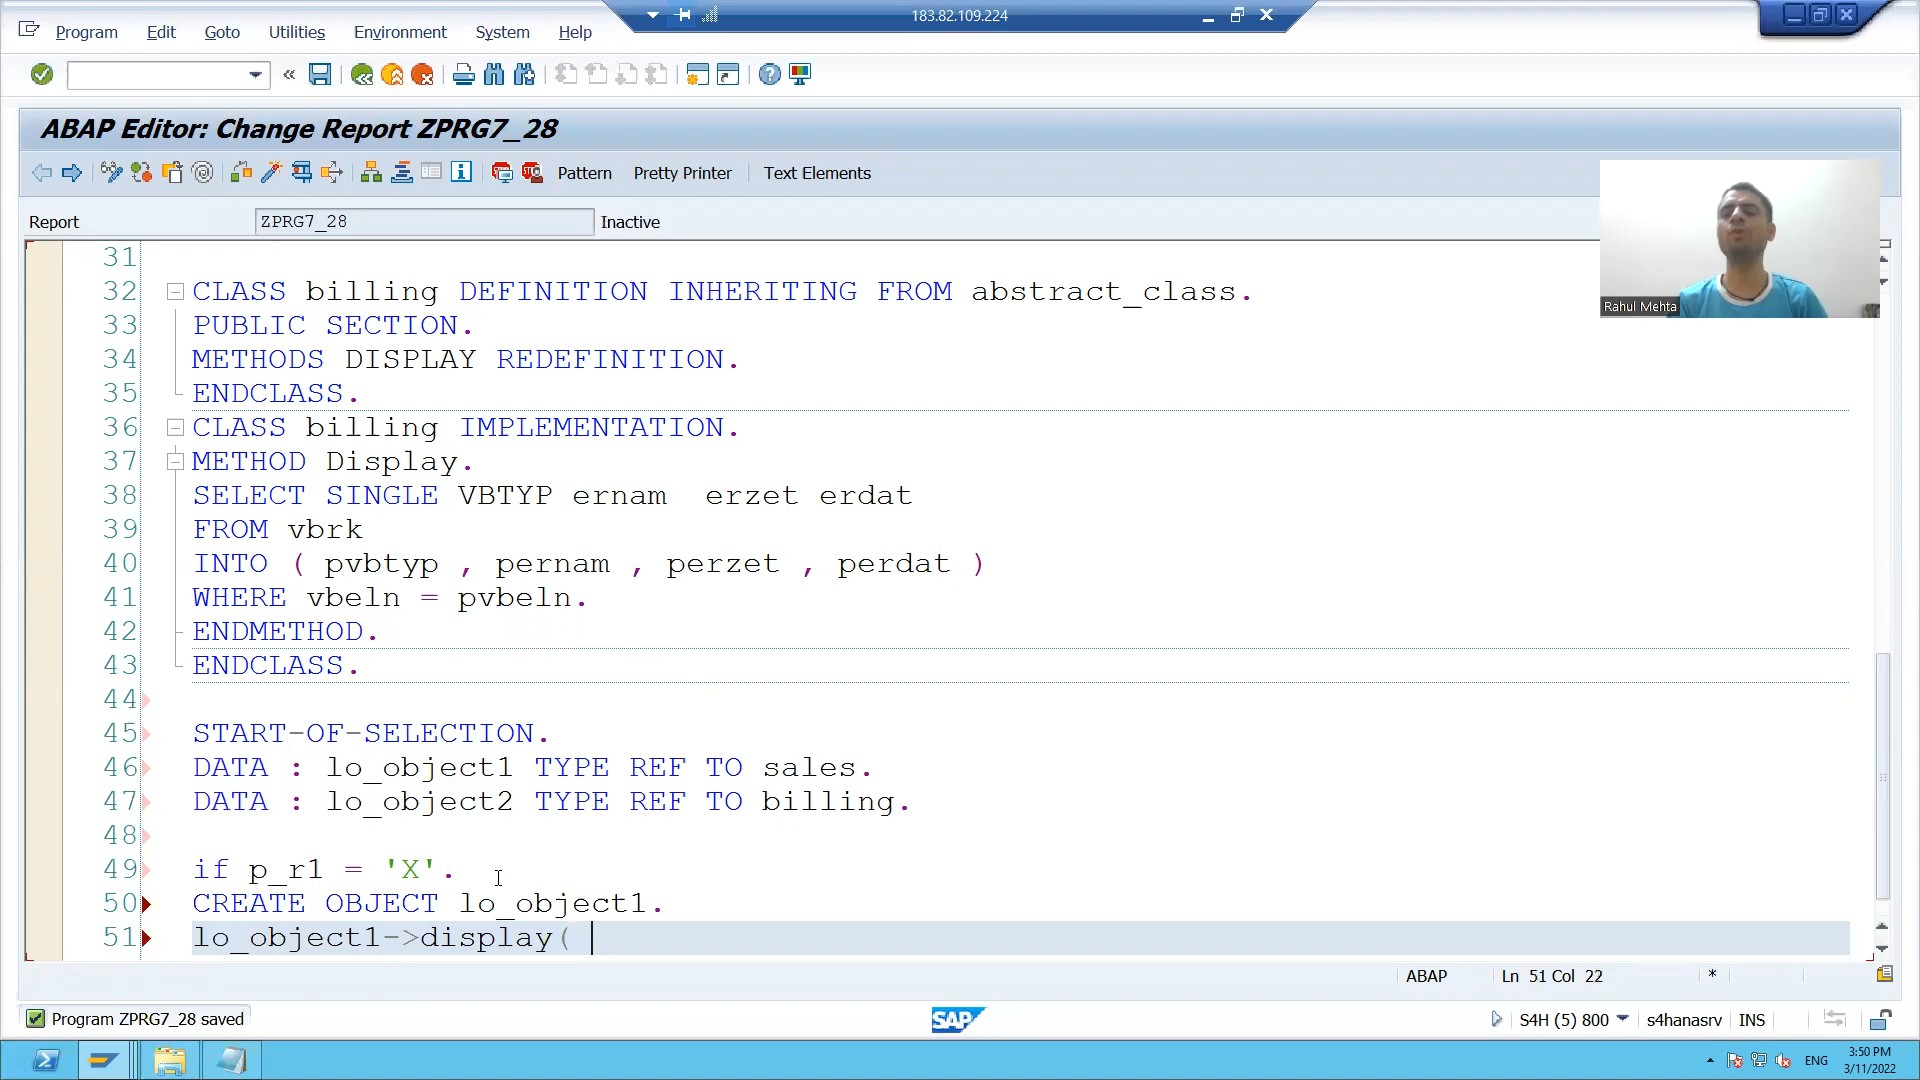 183.82.109.224
Program Edit Goto Utilities Environment System Help
ABAP Editor: Change Report ZPRG7_28
Pattern Pretty Printer Text Elements
Report ZPRG7_28 Inactive
Rahul Mehta
31
32 CLASS billing DEFINITION INHERITING FROM abstract_class.
33 PUBLIC SECTION.
34 METHODS DISPLAY REDEFINITION.
35 ENDCLASS.
36 CLASS billing IMPLEMENTATION.
37 METHOD Display.
38 SELECT SINGLE VBTYP ernam erzet erdat
39 FROM vbrk
40 INTO ( pvbtyp , pernam , perzet , perdat )
41 WHERE vbeln = pvbeln.
42 ENDMETHOD.
43 ENDCLASS.
44
45 START-OF-SELECTION.
46 DATA : lo_object1 TYPE REF TO sales.
47 DATA : lo_object2 TYPE REF TO billing.
48
49 if p_r1 = 'X'.
50 CREATE OBJECT lo_object1.
51 lo_object1->display(
ABAP Ln 51 Col 22 *
Program ZPRG7_28 saved SAP S4H (5) 800 s4hanasrv INS
ENG 3:50 PM
3/11/2022